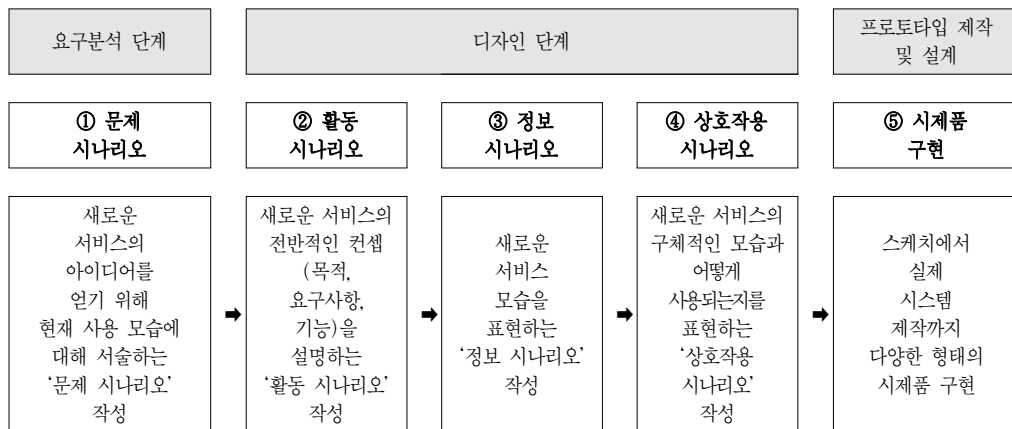 요구분석 단계
디자인 단계
프로토타입 제작
및 설계
① 문제
시나리오
② 활동
시나리오
③ 정보
시나리오
④ 상호작용
시나리오
⑤ 시제품
구현
새로운
서비스의
아이디어를
얻기 위해
현재 사용 모습에
대해 서술하는
‘문제 시나리오’
작성
새로운 서비스의
전반적인 컨셉
(목적,
요구사항,
기능)을
설명하는
‘활동 시나리오’
작성
새로운
서비스
모습을
표현하는
‘정보 시나리오’
작성
새로운 서비스의
구체적인 모습과
어떻게
사용되는지를
표현하는
‘상호작용
시나리오’
작성
스케치에서
실제
시스템
제작까지
다양한 형태의
시제품 구현